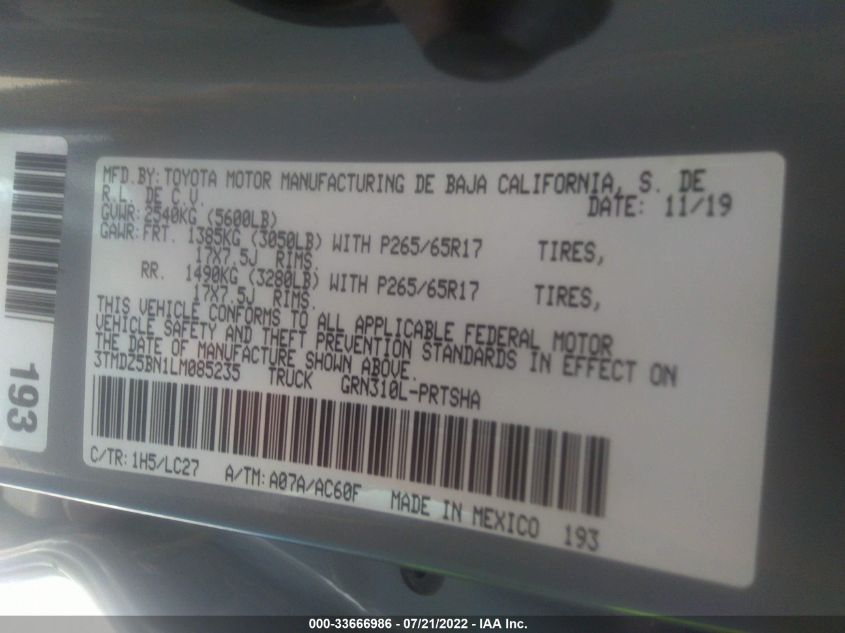 MFD.BY: TOYOTA MOTOR MANUFACTURING DE BAJA CALIFORNIA, S. DE
R.L. DE C.V. DATE: 11/19
GVWR: 2540KG (5600LB)
GAWR: FRT. 1385KG (3050LB) WITH P265/65R17 TIRES,
17X7.5J RIMS.
RR. 1490KG (3280LB) WITH P265/65R17 TIRES,
17X7.5J RIMS.
THIS VEHICLE CONFORMS TO ALL APPLICABLE FEDERAL MOTOR
VEHICLE SAFETY AND THEFT PREVENTION STANDARDS IN EFFECT ON
THE DATE OF MANUFACTURE SHOWN ABOVE.
3TMDZ5BN1LM085235 TRUCK GRN310L-PRTSHA
C/TR: 1H5/LC27 A/TM: A07A/AC60F MADE IN MEXICO 193
193
000-33666986 - 07/21/2022 - IAA Inc.